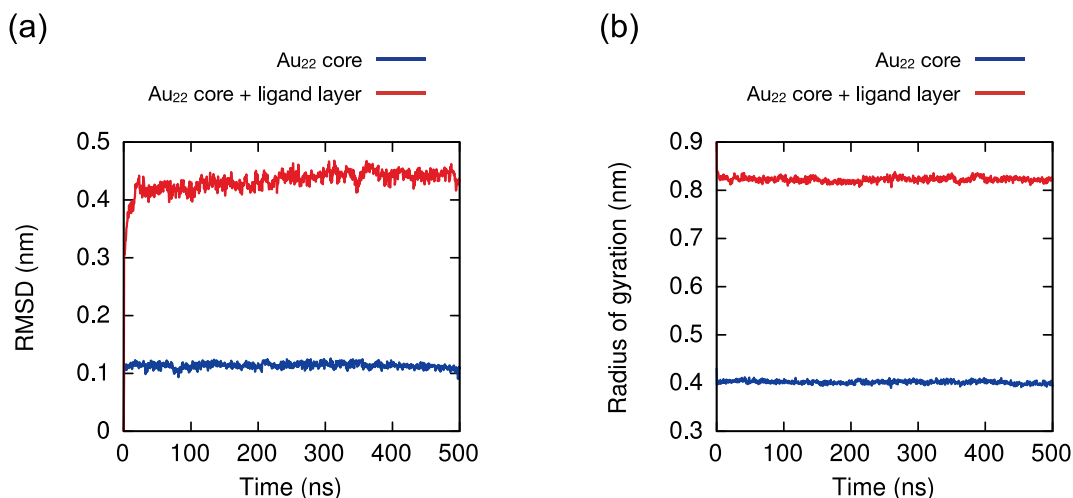 (a)
Au₂₂ core
Au₂₂ core + ligand layer
0.5
0.4
0.3
0.2
0.1
0
RMSD (nm)
0 100 200 300 400 500
Time (ns)
(b)
Au₂₂ core
Au₂₂ core + ligand layer
0.9
0.8
0.7
0.6
0.5
0.4
0.3
Radius of gyration (nm)
0 100 200 300 400 500
Time (ns)